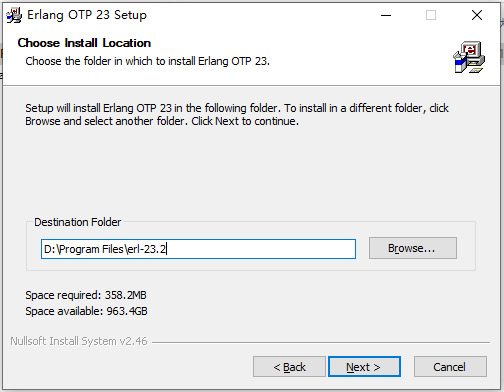 Erlang OTP 23 Setup
Choose Install Location
Choose the folder in which to install Erlang OTP 23.
Setup will install Erlang OTP 23 in the following folder. To install in a different folder, click
Browse and select another folder. Click Next to continue.
Destination Folder
D:\Program Files\erl-23.2
Browse...
Space required: 358.2MB
Space available: 963.4GB
Nullsoft Install System v2.46
< Back
Next >
Cancel